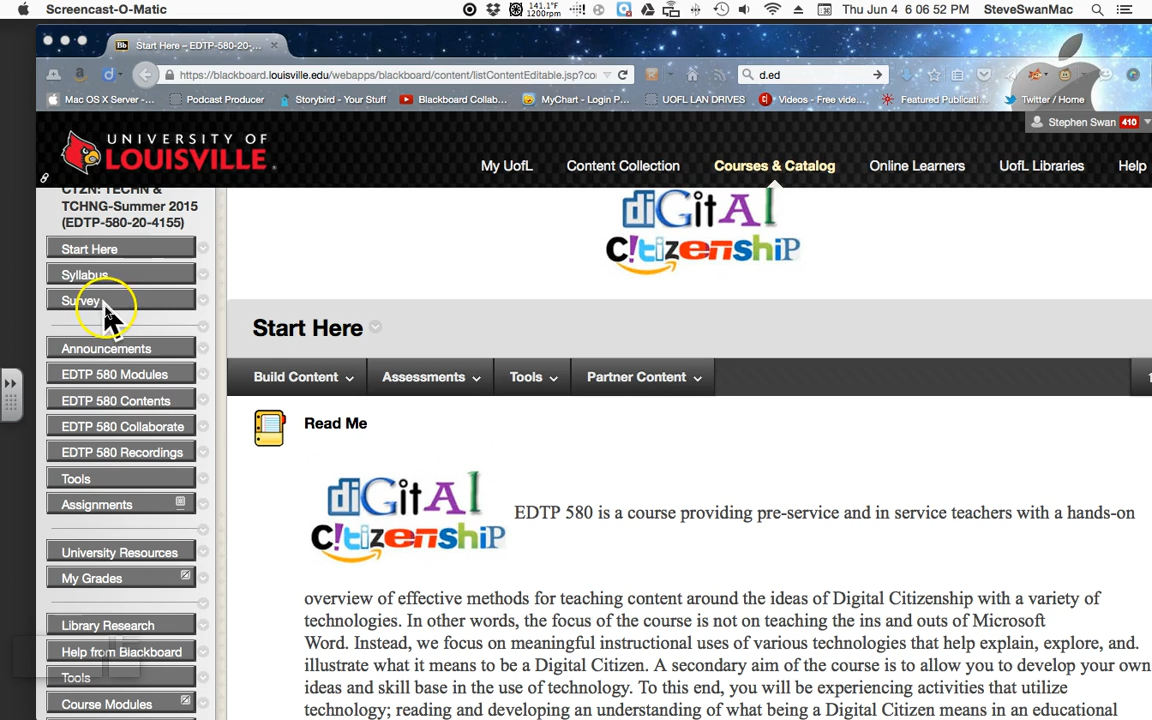 Screencast-O-Matic
141.1°F
1200rpm
Thu Jun 4 6:06:52 PM
SteveSwanMac
Bb Start Here – EDTP-580-20-...
https://blackboard.louisville.edu/webapps/blackboard/content/listContentEditable.jsp?co
d.ed
Mac OS X Server -...
Podcast Producer
Storybird - Your Stuff
Blackboard Collab...
MyChart - Login P...
UOFL LAN DRIVES
Videos - Free vide...
Featured Publicati...
Twitter / Home
Stephen Swan 410
UNIVERSITY OF
LOUISVILLE
My UofL
Content Collection
Courses & Catalog
Online Learners
UofL Libraries
Help
CTZN: TECHN &
TCHNG-Summer 2015
(EDTP-580-20-4155)
Start Here
Syllabus
Survey
Announcements
EDTP 580 Modules
EDTP 580 Contents
EDTP 580 Collaborate
EDTP 580 Recordings
Tools
Assignments
University Resources
My Grades
Library Research
Help from Blackboard
Tools
Course Modules
diGitAl
C!tizenshiP
Start Here
Build Content
Assessments
Tools
Partner Content
Read Me
diGitAl
C!tizenshiP
EDTP 580 is a course providing pre-service and in service teachers with a hands-on
overview of effective methods for teaching content around the ideas of Digital Citizenship with a variety of
technologies. In other words, the focus of the course is not on teaching the ins and outs of Microsoft
Word. Instead, we focus on meaningful instructional uses of various technologies that help explain, explore, and.
illustrate what it means to be a Digital Citizen. A secondary aim of the course is to allow you to develop your own
ideas and skill base in the use of technology. To this end, you will be experiencing activities that utilize
technology; reading and developing an understanding of what being a Digital Citizen means in an educational